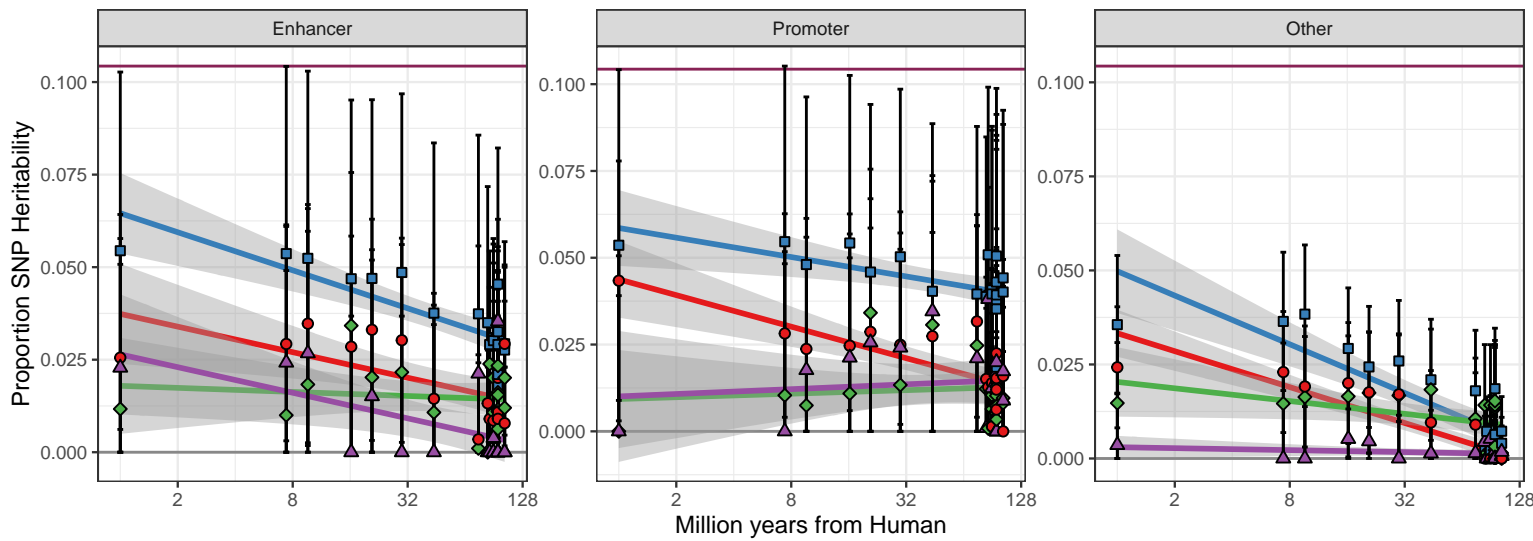 Enhancer
Promoter
Other
Proportion SNP Heritability
0.100
0.075
0.050
0.025
0.000
0.100
0.075
0.050
0.025
0.000
0.100
0.075
0.050
0.025
0.000
2 8 32 128
2 8 32 128
2 8 32 128
Million years from Human